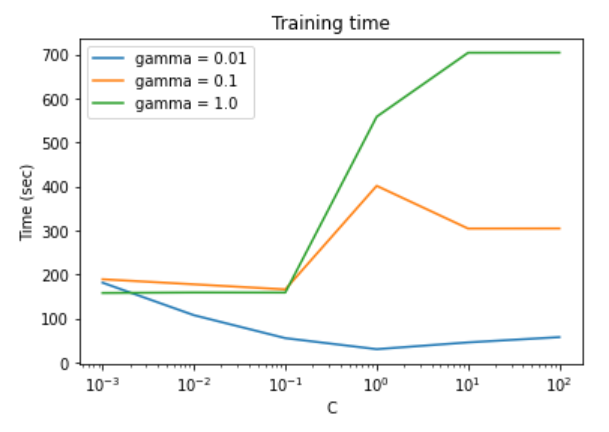 Training time
gamma = 0.01
gamma = 0.1
gamma = 1.0
Time (sec)
700
600
500
400
300
200
100
0
10⁻³ 10⁻² 10⁻¹ 10⁰ 10¹ 10²
C